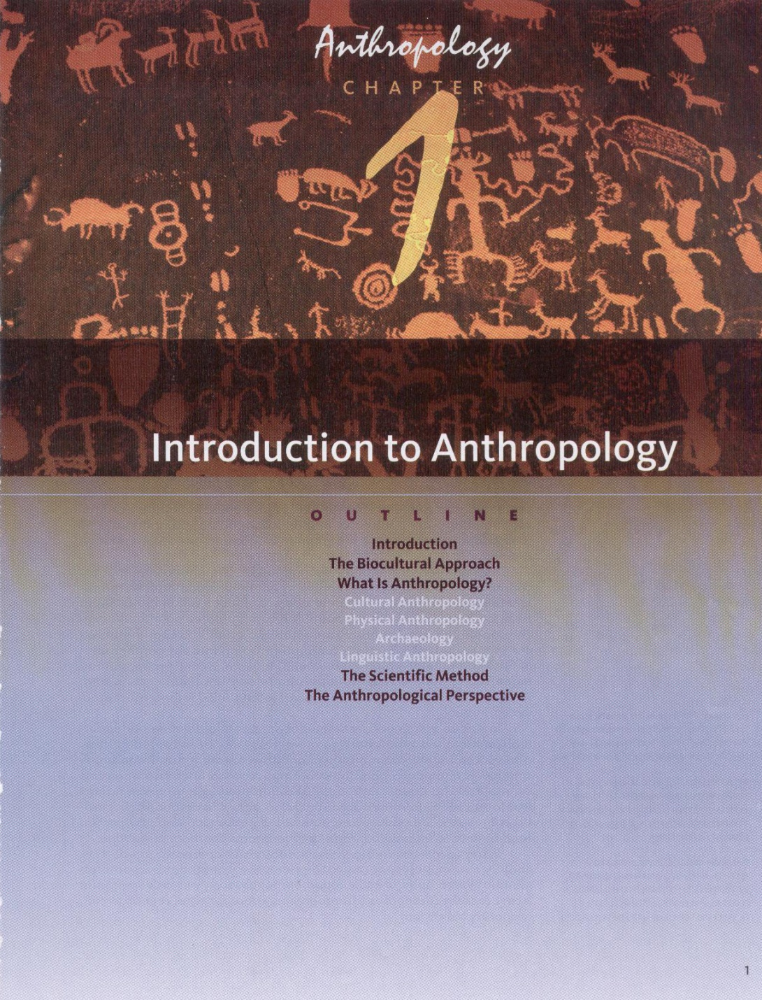 Anthropology
CHAPTER
1
Introduction to Anthropology
OUTLINE
Introduction
The Biocultural Approach
What Is Anthropology?
Cultural Anthropology
Physical Anthropology
Archaeology
Linguistic Anthropology
The Scientific Method
The Anthropological Perspective
1